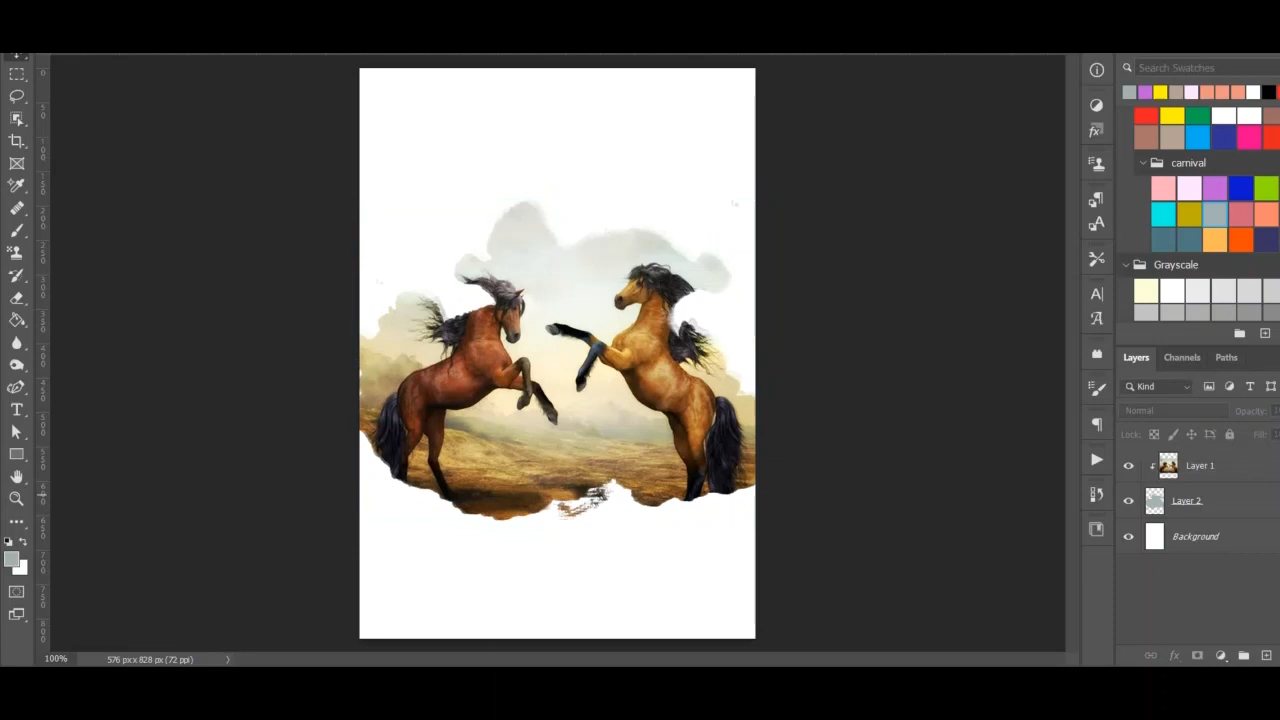 Search Swatches
carnival
Grayscale
Layers Channels Paths
Kind
Normal Opacity:
Lock: Fill:
Layer 1
Layer 2
Background
100% 576 px x 828 px (72 ppi)